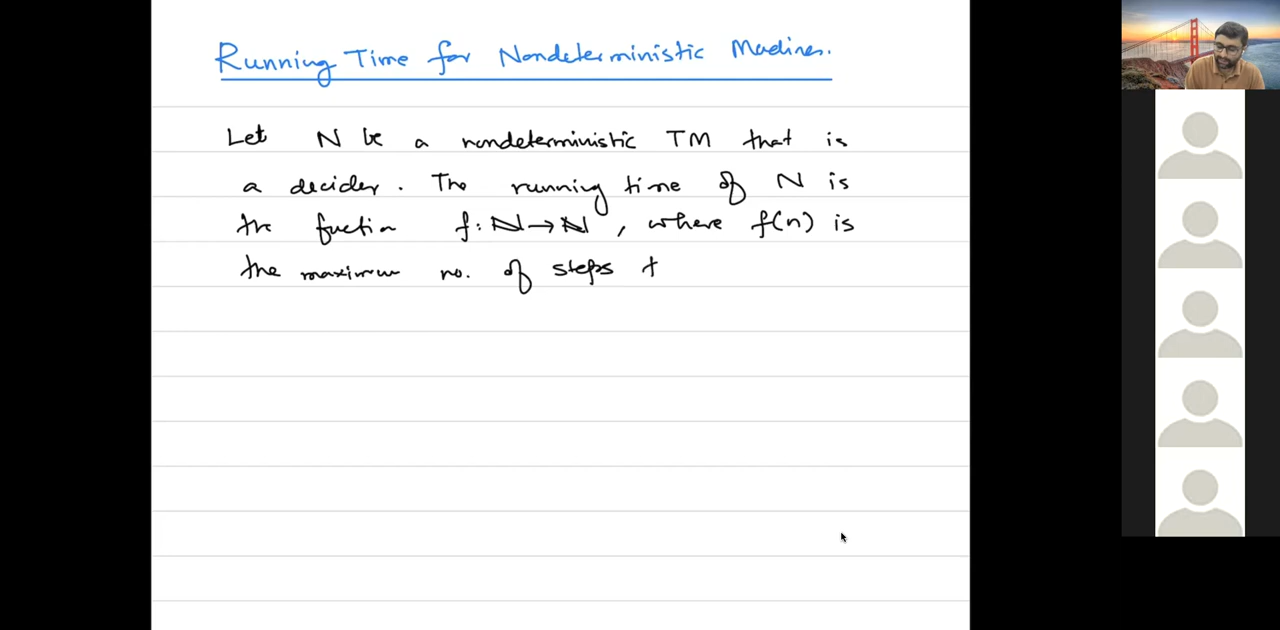 Running Time for Nondeterministic Machines.
Let N be a nondeterministic TM that is
a decider. The running time of N is
the fuction f: ℕ → ℕ, where f(n) is
the maximum no. of steps t